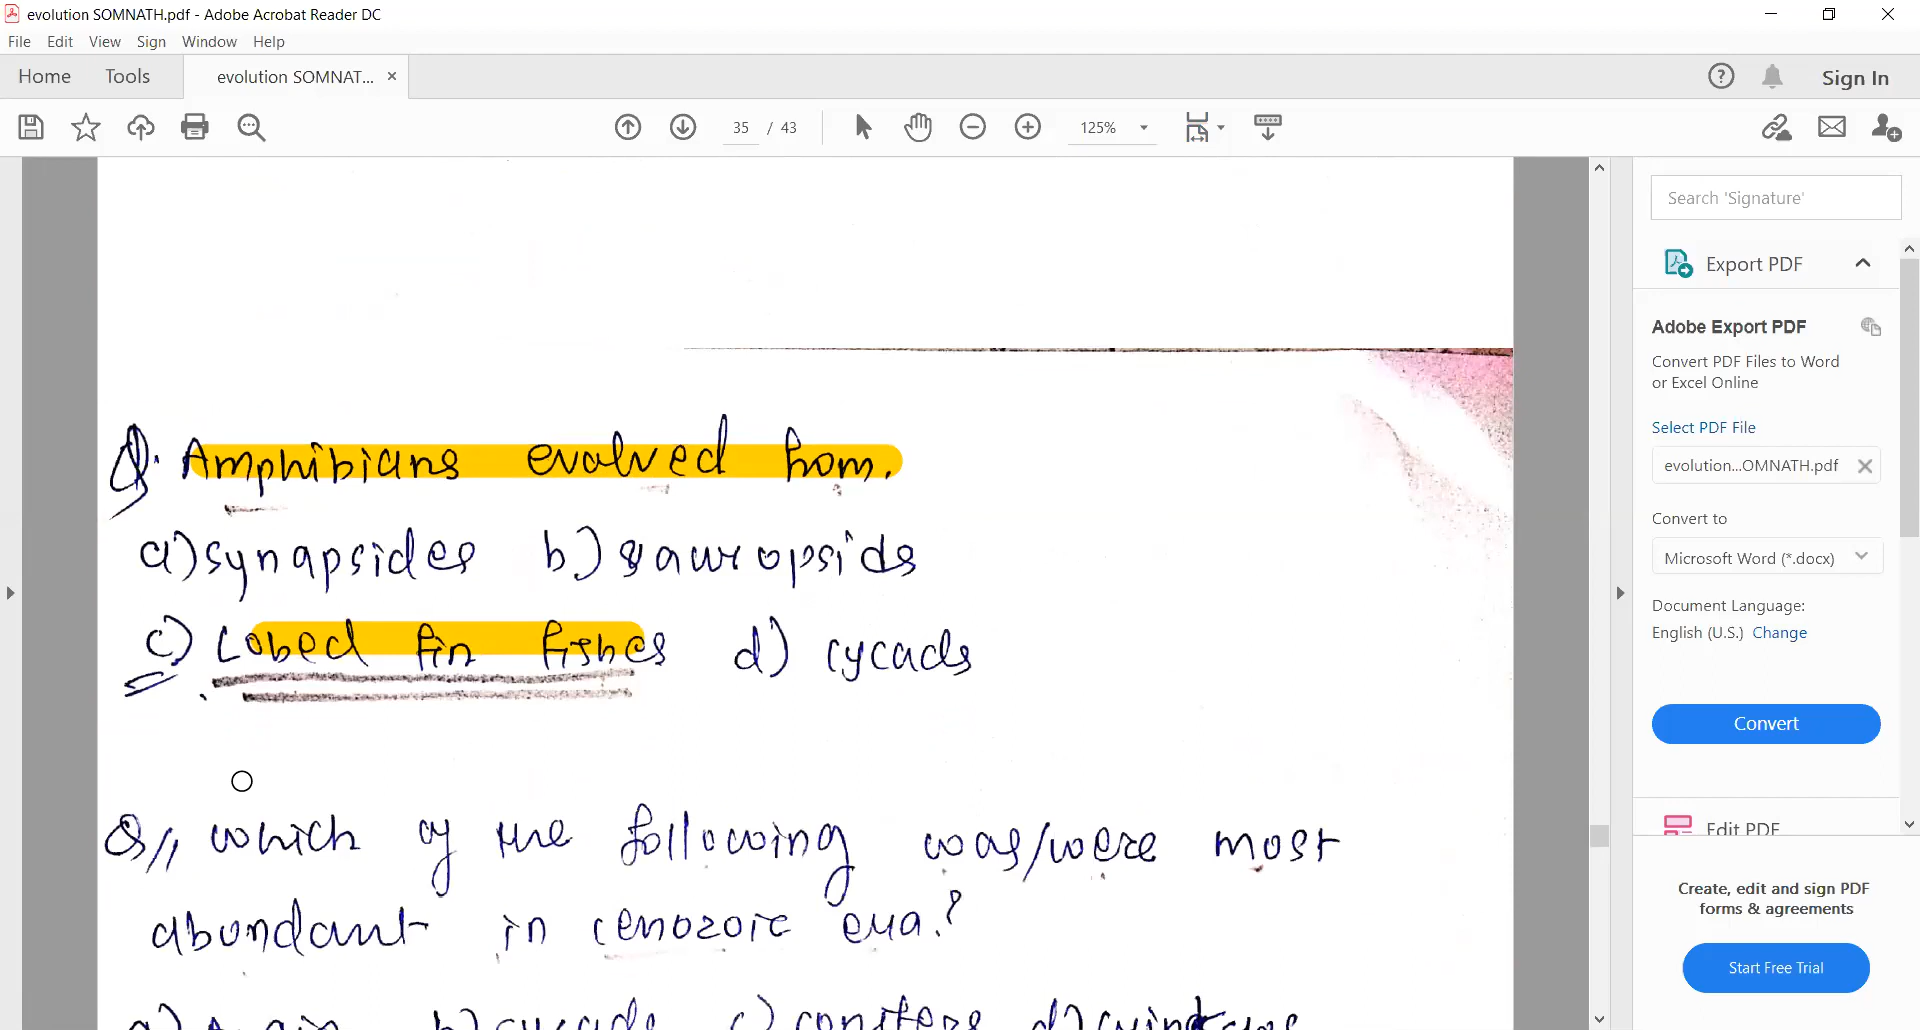 evolution SOMNATH.pdf - Adobe Acrobat Reader DC
File Edit View Sign Window Help
Home Tools evolution SOMNAT... × Sign In
35 / 43 125%
Search 'Signature'
Export PDF
Adobe Export PDF
Convert PDF Files to Word
or Excel Online
Select PDF File
evolution...OMNATH.pdf
Convert to
Microsoft Word (*.docx)
Document Language:
English (U.S.) Change
Convert
Edit PDF
Create, edit and sign PDF
forms & agreements
Start Free Trial
Q. Amphibians evolved from.
a) synapsides b) sauropsids
c) Lobed fin fishes d) cycads
Q// which of the following was/were most
abundant in cenozoic era?
b) cycads c) conifers d)